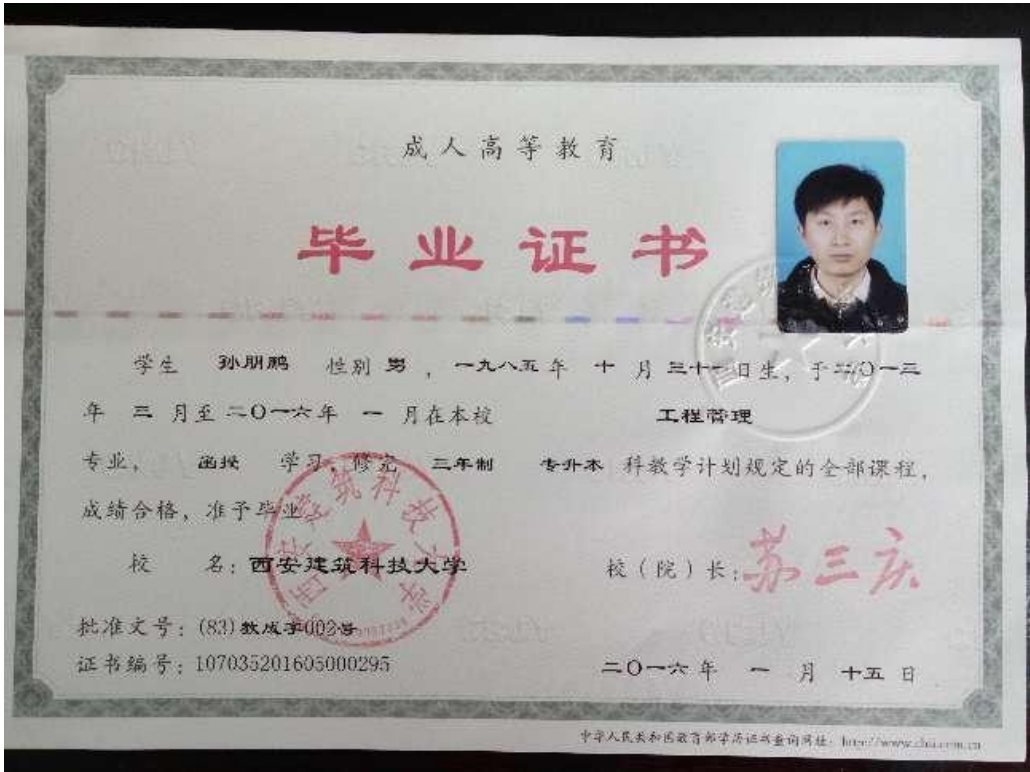 成人高等教育
毕业证书
学生 孙朋鹏 性别 男 ，一九八五年 十 月 三十一日生，于二〇一三
年 三 月至二〇一六年 一 月在本校 工程管理
专业， 函授 学习，修完 三年制 专升本 科教学计划规定的全部课程，
成绩合格，准予毕业
校 名：西安建筑科技大学
校（院）长：苏三庆
批准文号：(83)教成字002号
证书编号：107035201605000295
二〇一六年 一 月 十五 日
中华人民共和国教育部学历证书查询网址：http://www.chsi.com.cn
西安建筑科技大学